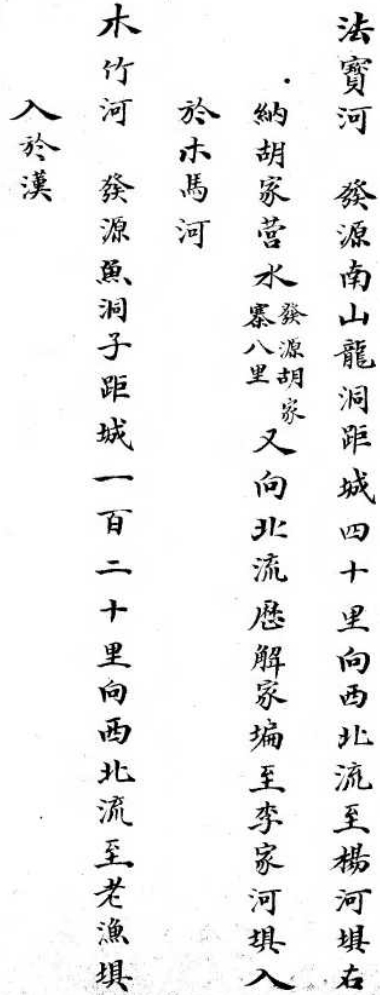 法寶河　發源南山龍洞距城四十里向西北流至楊河垻右
納胡家营水發源胡家寨八里又向北流歷解家塥至李家河垻入
於木馬河
木竹河　發源魚洞子距城一百二十里向西北流至老漁垻
入於漢